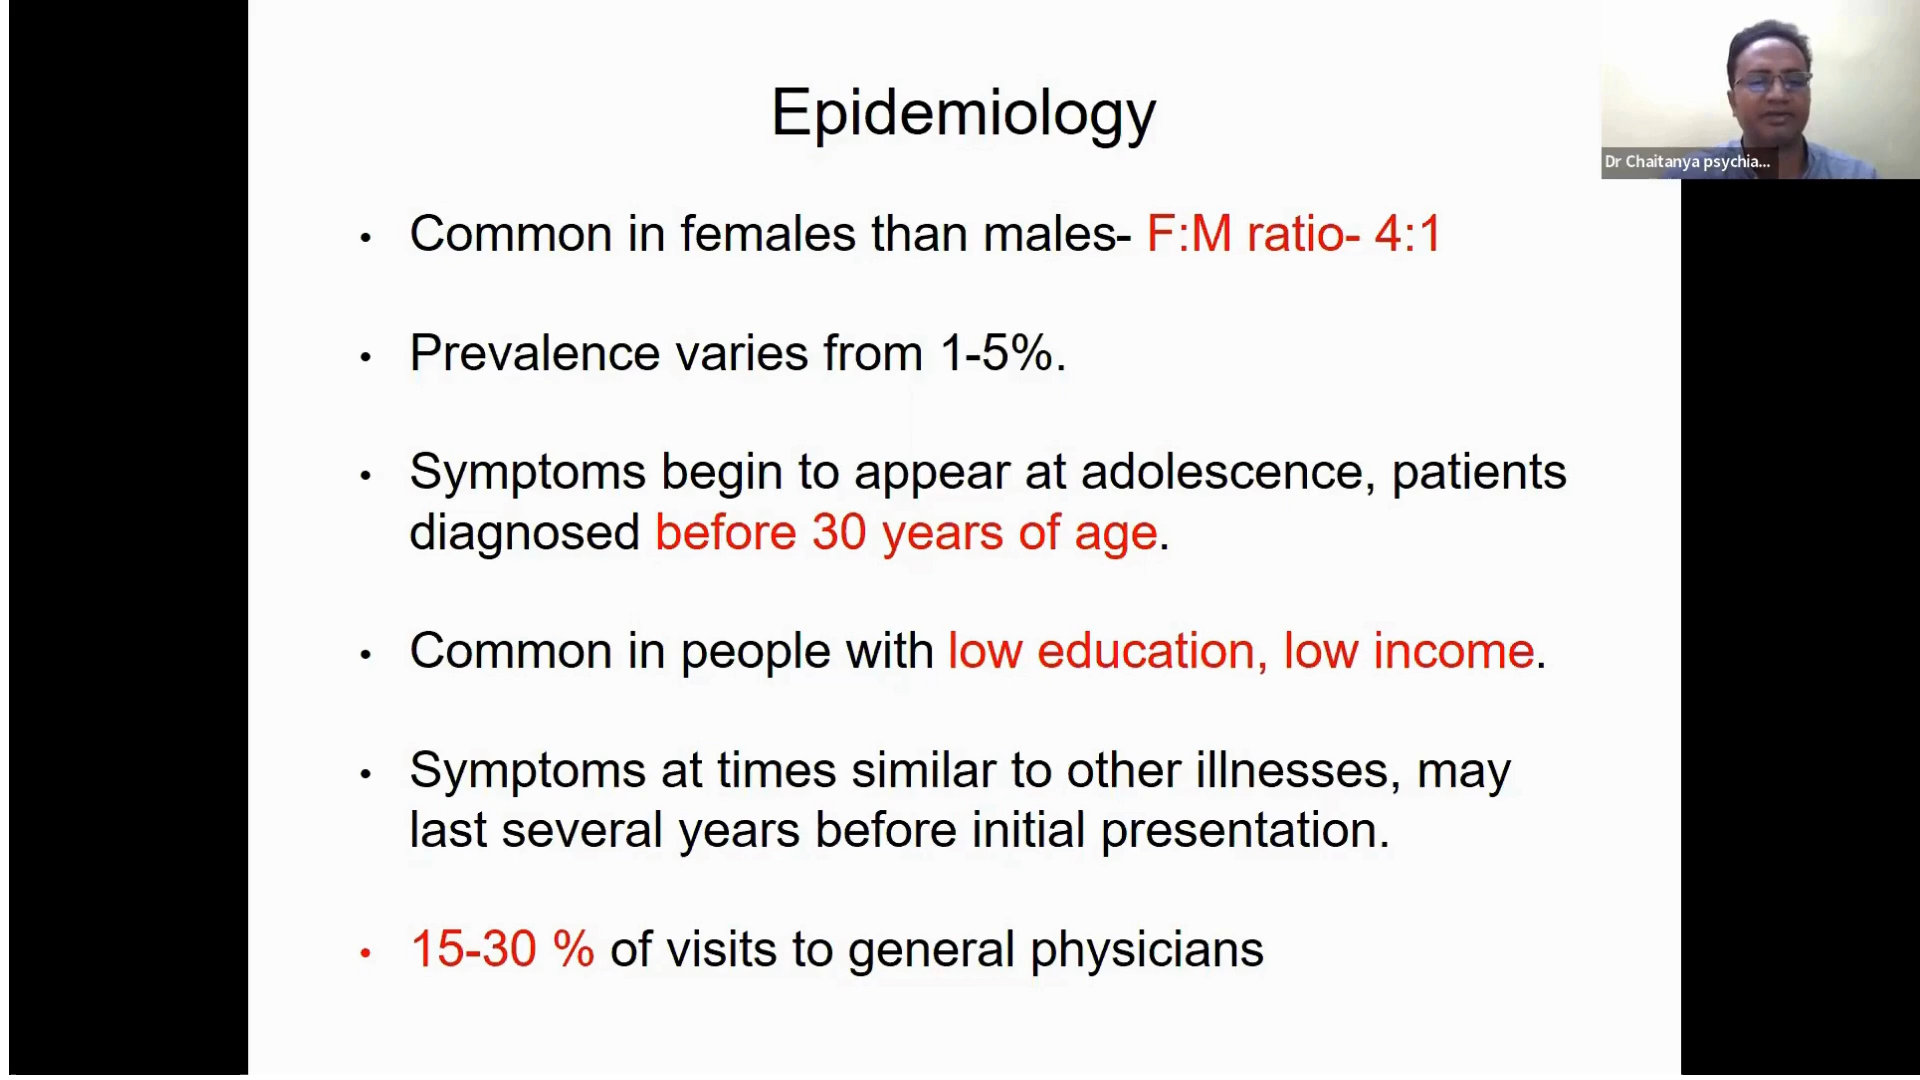 Epidemiology
Dr Chaitanya psychia...
• Common in females than males- F:M ratio- 4:1
• Prevalence varies from 1-5%.
• Symptoms begin to appear at adolescence, patients
diagnosed before 30 years of age.
• Common in people with low education, low income.
• Symptoms at times similar to other illnesses, may
last several years before initial presentation.
• 15-30 % of visits to general physicians